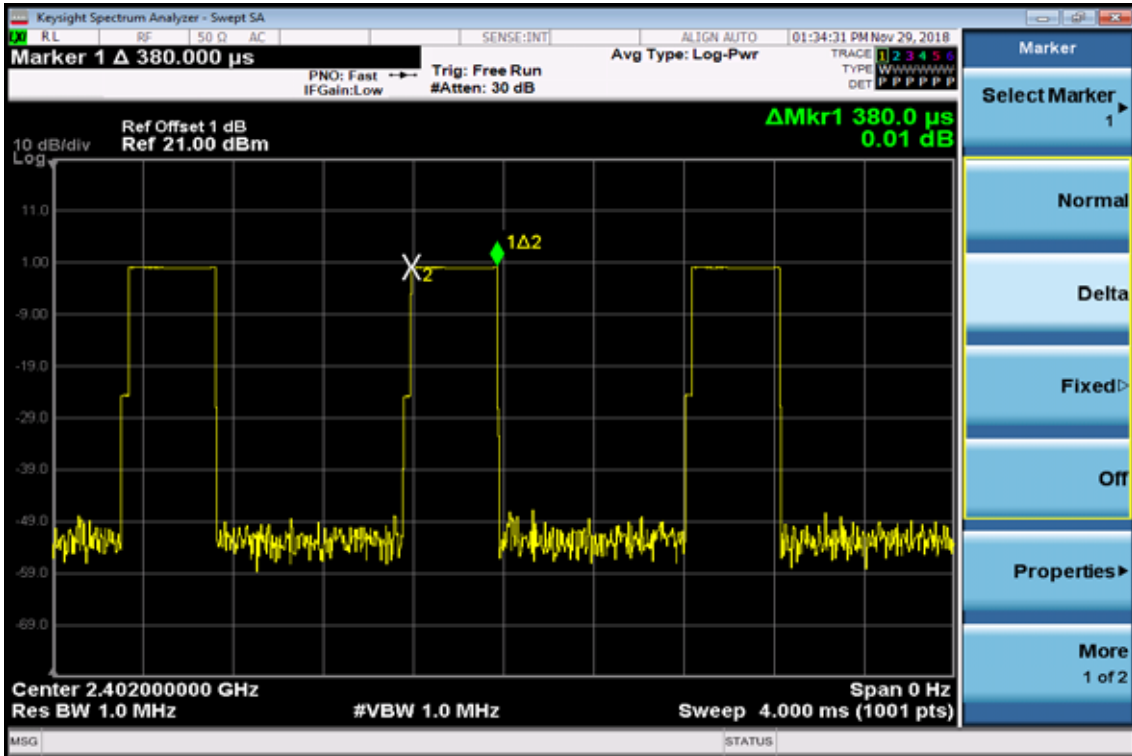 Keysight Spectrum Analyzer - Swept SA
LXI RL RF 50 Ω AC SENSE:INT ALIGN AUTO 01:34:31 PM Nov 29, 2018
Marker 1 Δ 380.000 µs
PNO: Fast
IFGain:Low
Trig: Free Run
#Atten: 30 dB
Avg Type: Log-Pwr
TRACE 1 2 3 4 5 6
TYPE WWWWWW
DET P P P P P P
ΔMkr1 380.0 µs
0.01 dB
10 dB/div
Log
Ref Offset 1 dB
Ref 21.00 dBm
11.0
1.00
-9.00
-19.0
-29.0
-39.0
-49.0
-59.0
-69.0
2
1Δ2
Center 2.402000000 GHz
Res BW 1.0 MHz
#VBW 1.0 MHz
Span 0 Hz
Sweep 4.000 ms (1001 pts)
MSG
STATUS
Marker
Select Marker
1
Normal
Delta
Fixed
Off
Properties
More
1 of 2